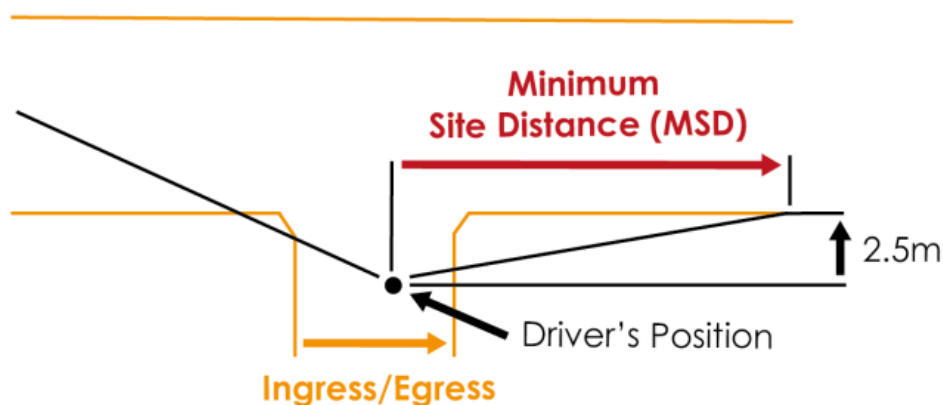 Minimum
Site Distance (MSD)
2.5m
Driver's Position
Ingress/Egress